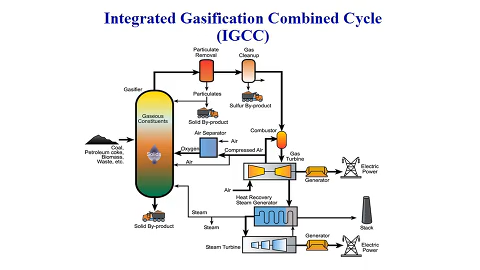 Integrated Gasification Combined Cycle
(IGCC)
Particulate
Removal
Gas
Cleanup
Gasifier
Particulates
Sulfur By-product
Solid By-product
Gaseous
Constituents
Solids
Air Separator
Air
Oxygen
Compressed Air
Air
Combustor
Gas
Turbine
Coal,
Petroleum coke,
Biomass,
Waste, etc.
Electric
Power
Generator
Air
Heat Recovery
Steam Generator
Steam
Steam
Solid By-product
Stack
Steam Turbine
Generator
Electric
Power